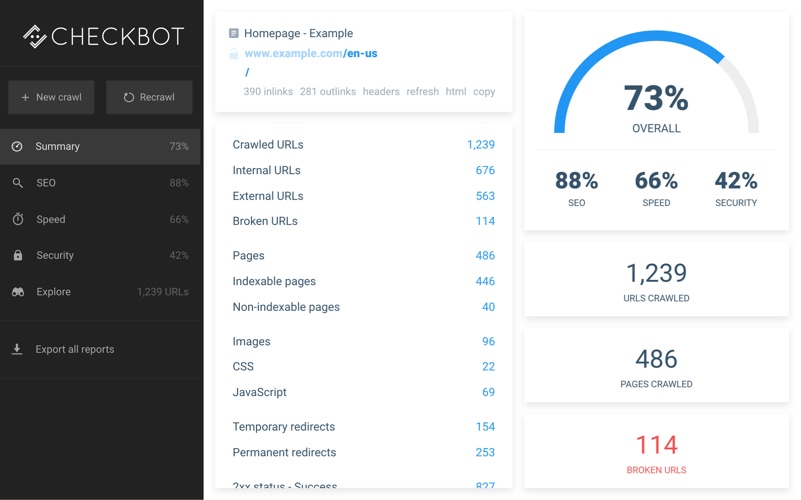 CHECKBOT
New crawl
Recrawl
Summary 73%
SEO 88%
Speed 66%
Security 42%
Explore 1,239 URLs
Export all reports
Homepage - Example
www.example.com/en-us
/
390 inlinks 281 outlinks headers refresh html copy
Crawled URLs 1,239
Internal URLs 676
External URLs 563
Broken URLs 114
Pages 486
Indexable pages 446
Non-indexable pages 40
Images 96
CSS 22
JavaScript 69
Temporary redirects 154
Permanent redirects 253
2xx status - Success 827
73%
OVERALL
88% 66% 42%
SEO SPEED SECURITY
1,239
URLS CRAWLED
486
PAGES CRAWLED
114
BROKEN URLS